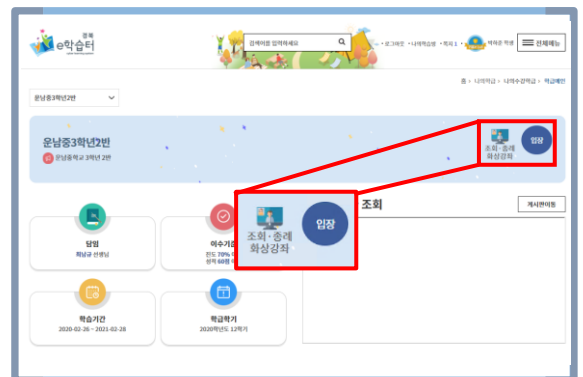 충북
e학습터
검색어를 입력하세요
• 로그아웃 • 나의학습방 • 쪽지 1 •
학생
전체메뉴
홈 > 나의학급 > 나의수강학급 > 학급메인
운남중3학년2반
운남중3학년2반
운남중학교 3학년 2반
조회·종례
화상강좌
입장
조회·종례
화상강좌
입장
조회
게시판이동
담임
선생님
이수기준
진도 70%
성적 60점
학습기간
2020-02-26 ~ 2021-02-28
학급학기
2020학년도 12학기